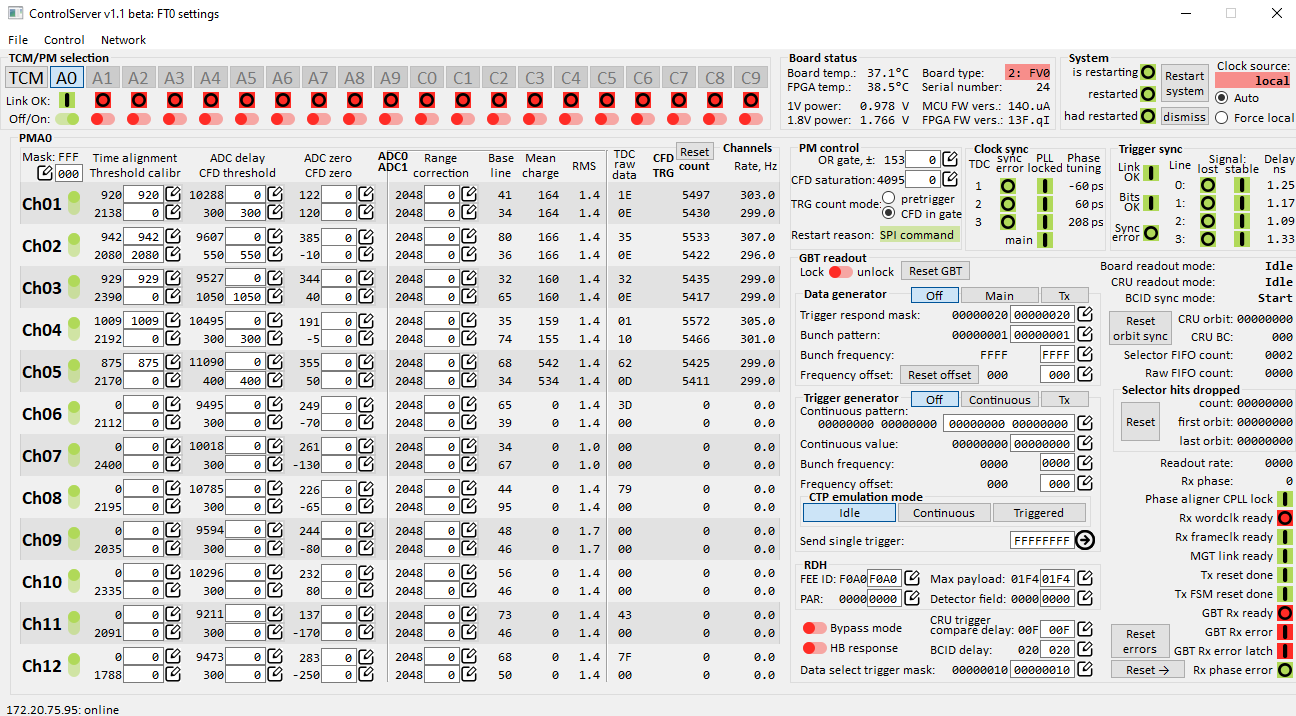 ControlServer v1.1 beta: FT0 settings
File Control Network
TCM/PM selection
TCM A0 A1 A2 A3 A4 A5 A6 A7 A8 A9 C0 C1 C2 C3 C4 C5 C6 C7 C8 C9
Link OK:
Off/On:
Board status
Board temp.: 37.1°C Board type: 2: FV0
FPGA temp.: 38.5°C Serial number: 24
1V power: 0.978 V MCU FW vers.: 140.uA
1.8V power: 1.766 V FPGA FW vers.: 13F.qI
System
is restarting
restarted
had restarted
Restart system
dismiss
Clock source:
local
Auto
Force local
PMA0
Mask: FFF
000
Time alignment
Threshold calibr
ADC delay
CFD threshold
ADC zero
CFD zero
ADC0
ADC1
Range correction
Base line
Mean charge
RMS
TDC raw data
CFD
TRG
Reset
count
Channels
Rate, Hz
Ch01
920 920 10288 0 122 0 2048 0 41 164 1.4 1E 5497 303.0
2138 0 300 300 120 0 2048 0 34 164 1.4 0E 5430 299.0
Ch02
942 942 9607 0 385 0 2048 0 80 166 1.4 35 5533 307.0
2080 2080 550 550 -10 0 2048 0 36 166 1.4 0E 5422 296.0
Ch03
929 929 9527 0 344 0 2048 0 32 160 1.4 32 5435 299.0
2390 0 1050 1050 40 0 2048 0 65 160 1.4 0E 5417 299.0
Ch04
1009 1009 10495 0 191 0 2048 0 35 159 1.4 01 5572 305.0
2192 0 300 300 -5 0 2048 0 74 155 1.4 10 5466 301.0
Ch05
875 875 11090 0 355 0 2048 0 68 542 1.4 62 5425 299.0
2170 0 400 400 50 0 2048 0 34 534 1.4 0D 5411 299.0
Ch06
0 0 9495 0 249 0 2048 0 65 0 1.4 3D 0 0.0
2112 0 300 0 -70 0 2048 0 39 0 1.4 00 0 0.0
Ch07
0 0 10018 0 261 0 2048 0 34 0 1.0 00 0 0.0
2400 0 300 0 -130 0 2048 0 67 0 1.0 00 0 0.0
Ch08
0 0 10785 0 226 0 2048 0 44 0 1.4 79 0 0.0
2195 0 300 0 -65 0 2048 0 95 0 1.4 00 0 0.0
Ch09
0 0 9594 0 244 0 2048 0 48 0 1.7 00 0 0.0
2035 0 300 0 -80 0 2048 0 46 0 1.7 00 0 0.0
Ch10
0 0 10296 0 232 0 2048 0 56 0 1.4 00 0 0.0
2335 0 300 0 80 0 2048 0 46 0 1.4 00 0 0.0
Ch11
0 0 9211 0 137 0 2048 0 73 0 1.4 43 0 0.0
2091 0 300 0 -170 0 2048 0 46 0 1.4 00 0 0.0
Ch12
0 0 9473 0 283 0 2048 0 68 0 1.4 7F 0 0.0
1788 0 300 0 -250 0 2048 0 50 0 1.4 00 0 0.0
PM control
OR gate, ±: 153 0
CFD saturation: 4095 0
TRG count mode: pretrigger
CFD in gate
Restart reason: SPI command
Clock sync
TDC sync error PLL locked Phase tuning
1 -60 ps
2 60 ps
3 208 ps
main
Trigger sync
Link OK
Bits OK
Sync error
Line Signal: lost stable Delay ns
0: 1.25
1: 1.17
2: 1.09
3: 1.33
GBT readout
Lock unlock Reset GBT
Data generator Off Main Tx
Trigger respond mask: 00000020 00000020
Bunch pattern: 00000001 00000001
Bunch frequency: FFFF FFFF
Frequency offset: Reset offset 000 000
Trigger generator Off Continuous Tx
Continuous pattern:
00000000 00000000 00000000 00000000
Continuous value: 00000000 00000000
Bunch frequency: 0000 0000
Frequency offset: 000 000
CTP emulation mode
Idle Continuous Triggered
Send single trigger: FFFFFFFF
RDH
FEE ID: F0A0 F0A0 Max payload: 01F4 01F4
PAR: 0000 0000 Detector field: 0000 0000
Bypass mode
CRU trigger compare delay: 00F 00F
HB response BCID delay: 020 020
Data select trigger mask: 00000010 00000010
Board readout mode: Idle
CRU readout mode: Idle
BCID sync mode: Start
Reset orbit sync
CRU orbit: 00000000
CRU BC: 000
Selector FIFO count: 0002
Raw FIFO count: 0000
Selector hits dropped
Reset
count: 00000000
first orbit: 00000000
last orbit: 00000000
Readout rate: 0000
Rx phase: 0
Phase aligner CPLL lock
Rx wordclk ready
Rx frameclk ready
MGT link ready
Tx reset done
Tx FSM reset done
GBT Rx ready
Reset errors
GBT Rx error
GBT Rx error latch
Reset → Rx phase error
172.20.75.95: online